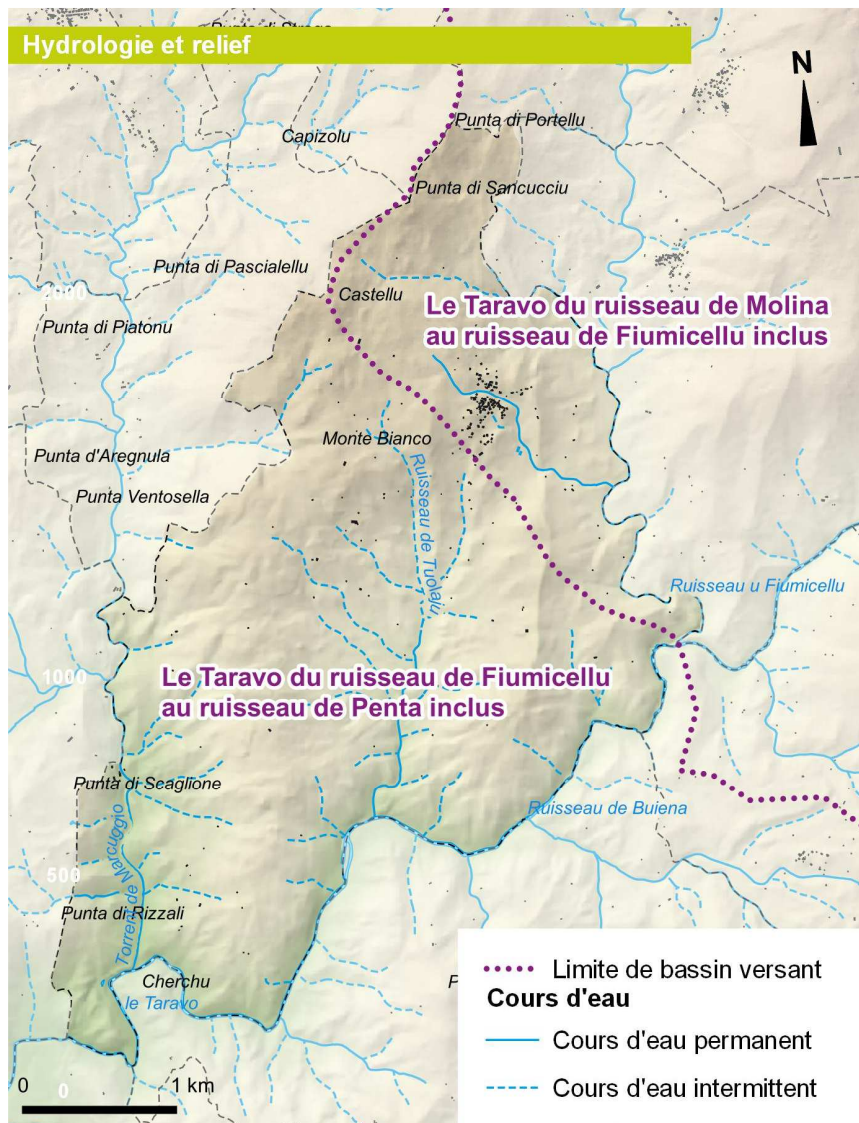 Hydrologie et relief
N
Punta di Portellu
Capizolu
Punta di Sancucciu
Punta di Pascialellu
2000
Castellu
Le Taravo du ruisseau de Molina
au ruisseau de Fiumicellu inclus
Punta di Piatonu
Monte Bianco
Punta d'Aregnula
Punta Ventosella
Ruisseau de Tuolaju
Ruisseau u Fiumicellu
1000
Le Taravo du ruisseau de Fiumicellu
au ruisseau de Penta inclus
Punta di Scaglione
Ruisseau de Buiena
Torrent de Marcuggio
500
Punta di Rizzali
Cherchu
le Taravo
P
0
1 km
0
Limite de bassin versant
Cours d'eau
Cours d'eau permanent
Cours d'eau intermittent